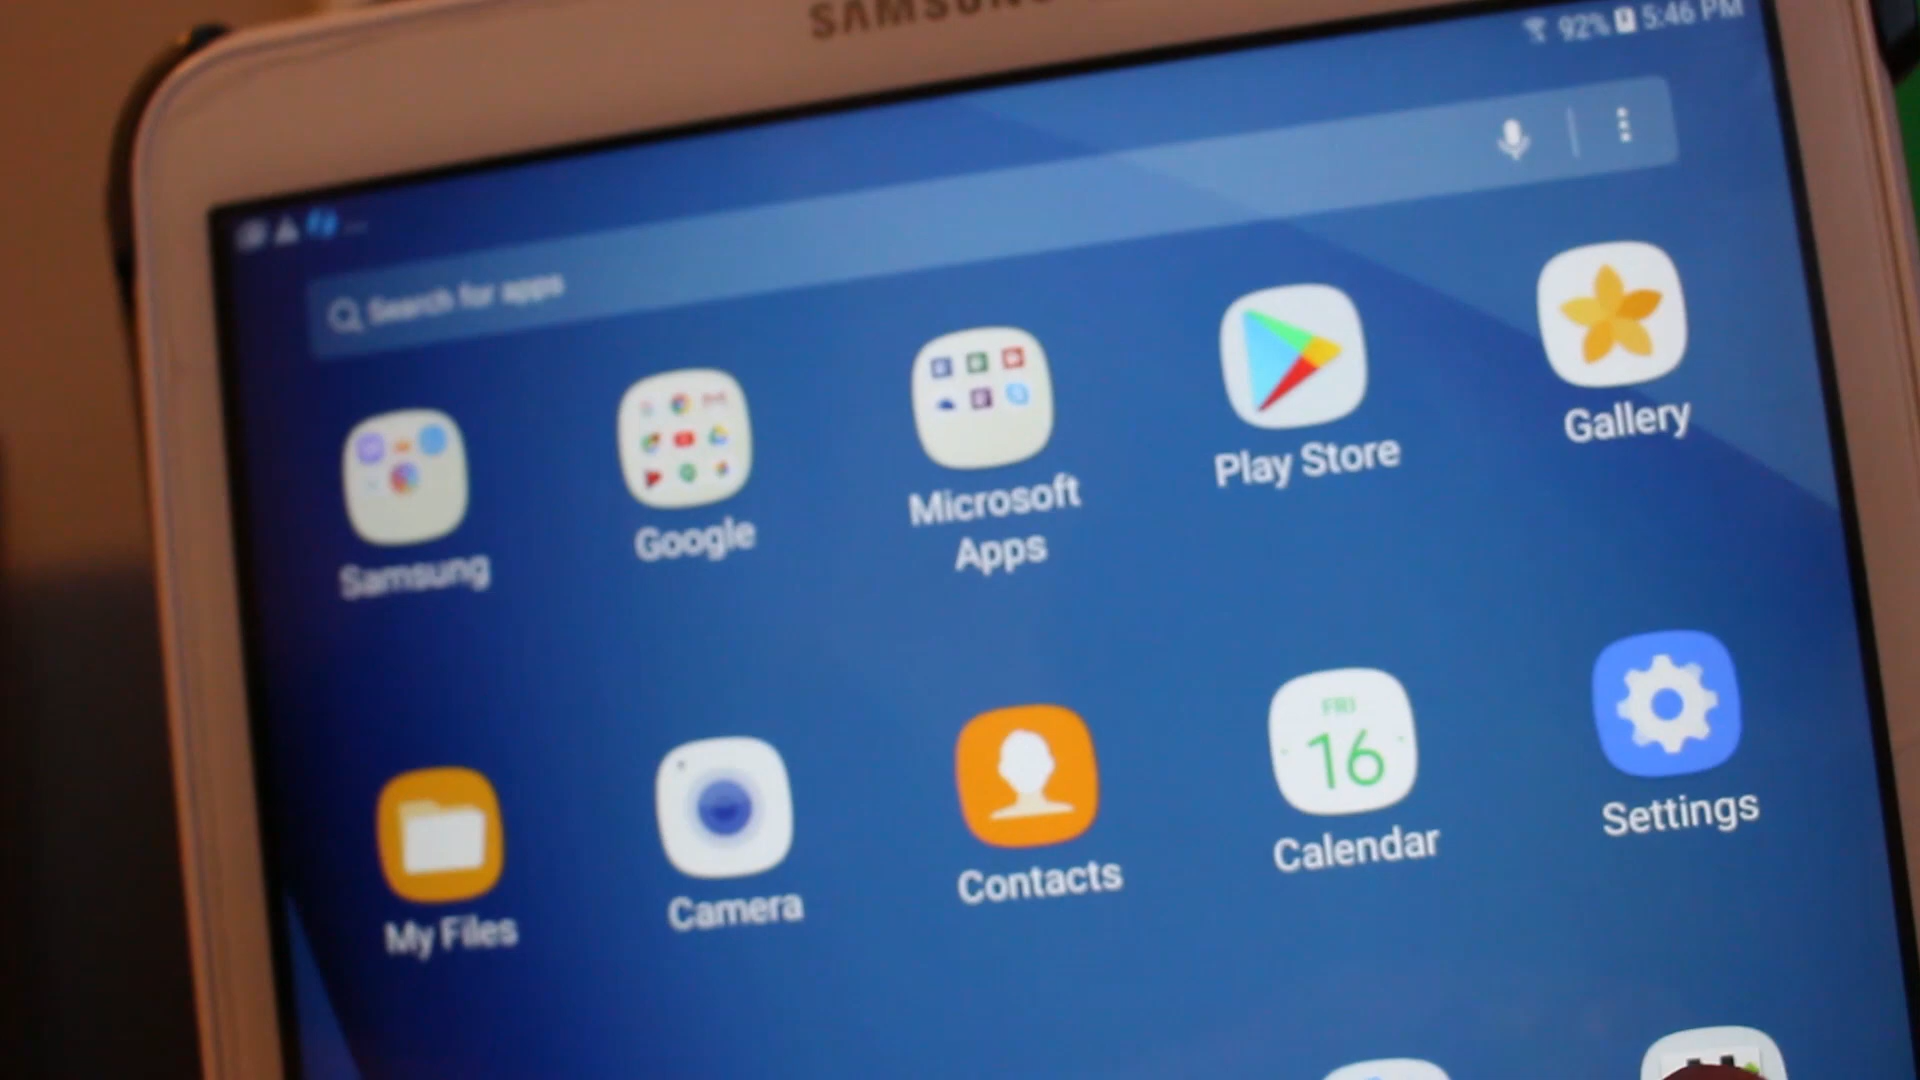 SAMSUNG
92% 5:46 PM
Search for apps
Samsung
Google
Microsoft
Apps
Play Store
Gallery
My Files
Camera
Contacts
FRI
16
Calendar
Settings